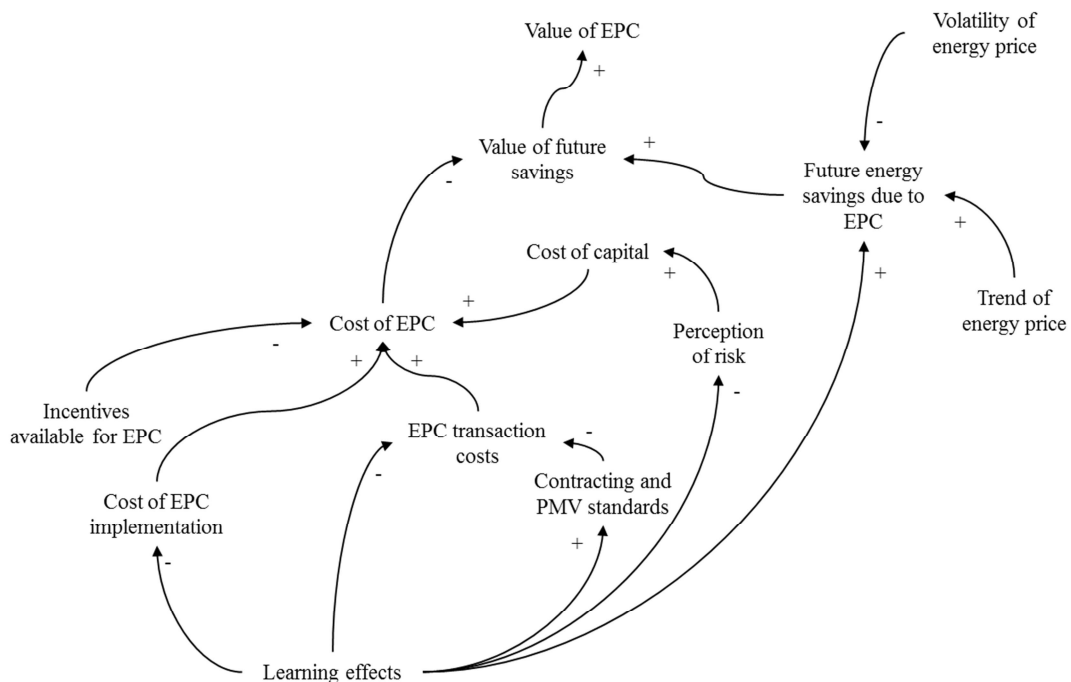 Value of EPC
Volatility of
energy price
+
-
Value of future
savings
+
-
Future energy
savings due to
EPC
+
+
Cost of capital
+
+
Trend of
energy price
Cost of EPC
-
+
+
Perception
of risk
-
Incentives
available for EPC
EPC transaction
costs
-
-
Contracting and
PMV standards
+
Cost of EPC
implementation
-
Learning effects